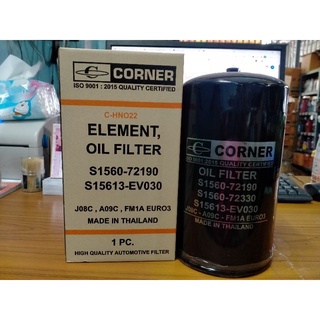 CORNER
ISO 9001 : 2015 QUALITY CERTIFIED
C-HNO22
ELEMENT,
OIL FILTER
S1560-72190
S15613-EV030
J08C , A09C , FM1A EURO3
MADE IN THAILAND
1 PC.
HIGH QUALITY AUTOMOTIVE FILTER
CORNER
ISO 9001 : 2015 QUALITY CERTIFIED
OIL FILTER
S1560-72190
S1560-72330
S15613-EV030
J08C , A09C , FM1A EURO3
MADE IN THAILAND